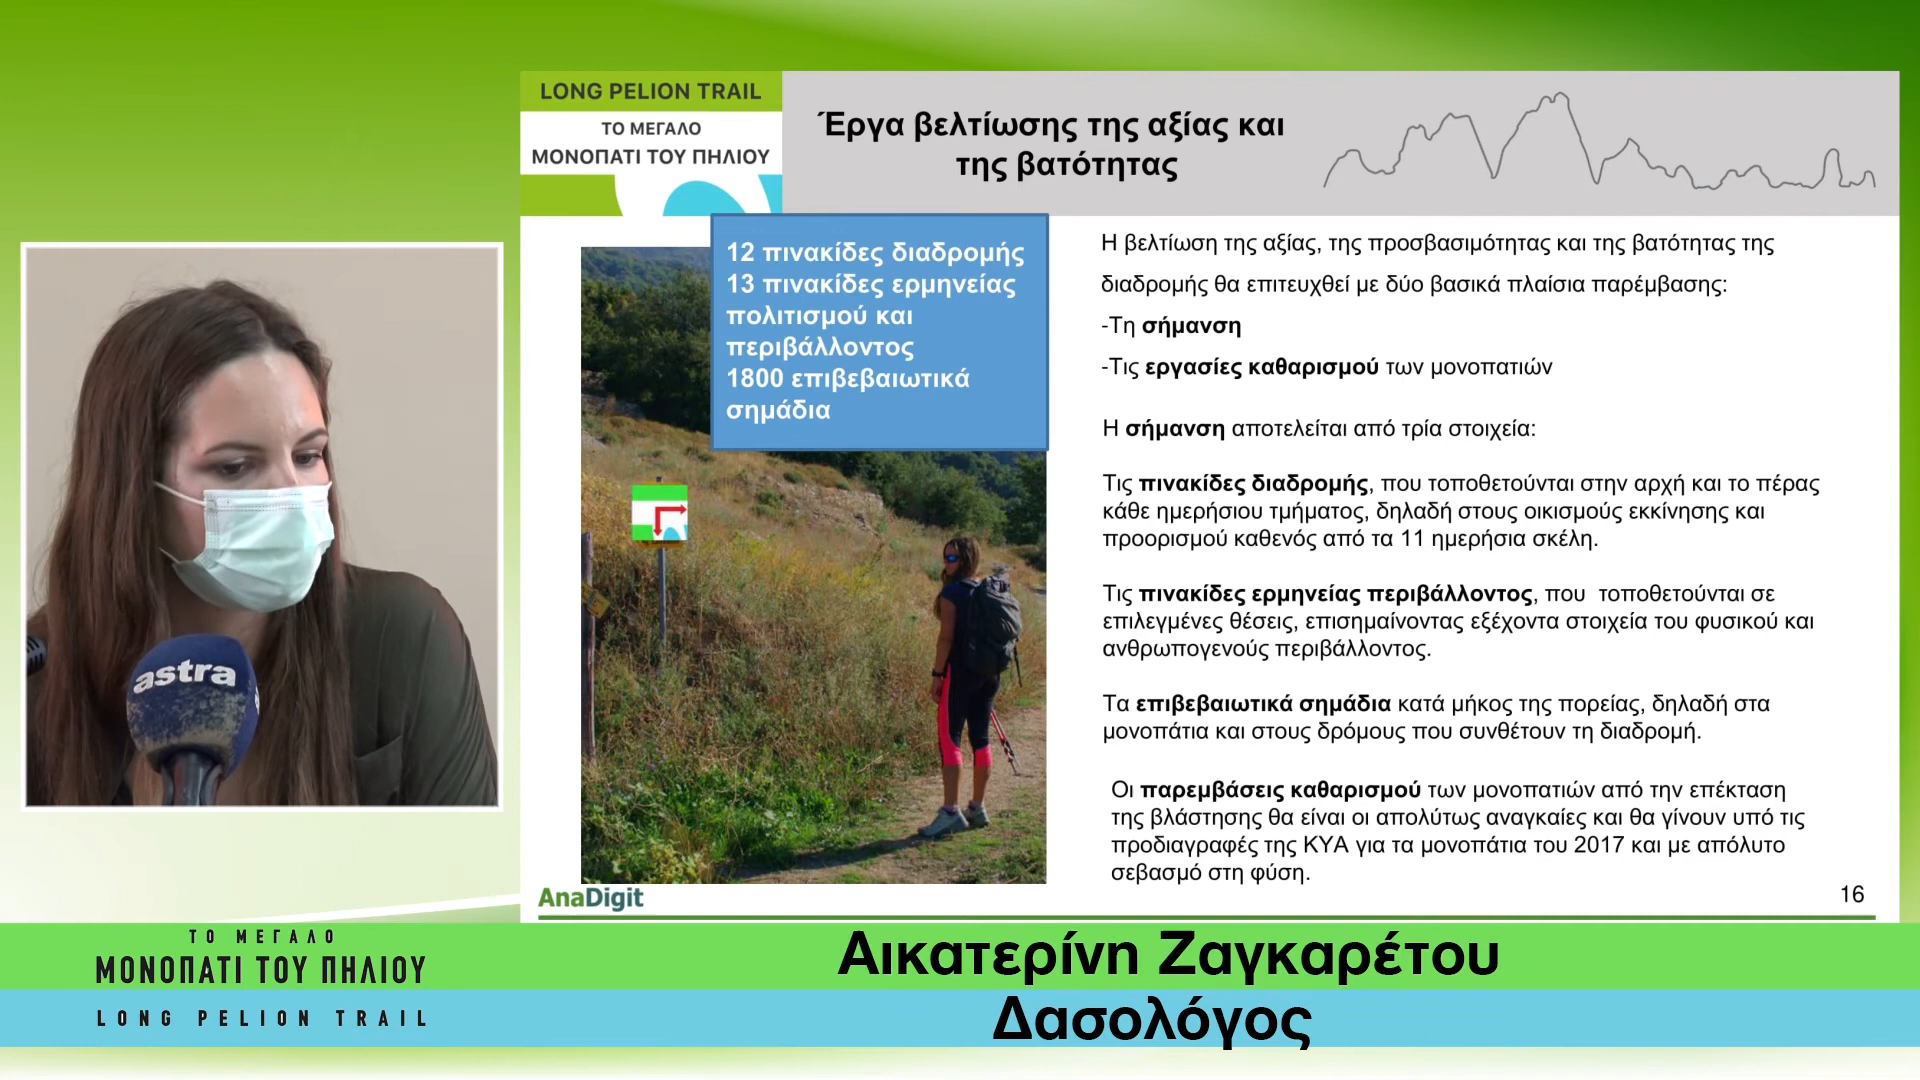 LONG PELION TRAIL
ΤΟ ΜΕΓΑΛΟ
ΜΟΝΟΠΑΤΙ ΤΟΥ ΠΗΛΙΟΥ
Έργα βελτίωσης της αξίας και
της βατότητας
12 πινακίδες διαδρομής
13 πινακίδες ερμηνείας
πολιτισμού και
περιβάλλοντος
1800 επιβεβαιωτικά
σημάδια
Η βελτίωση της αξίας, της προσβασιμότητας και της βατότητας της
διαδρομής θα επιτευχθεί με δύο βασικά πλαίσια παρέμβασης:
-Τη σήμανση
-Τις εργασίες καθαρισμού των μονοπατιών
Η σήμανση αποτελείται από τρία στοιχεία:
Τις πινακίδες διαδρομής, που τοποθετούνται στην αρχή και το πέρας
κάθε ημερήσιου τμήματος, δηλαδή στους οικισμούς εκκίνησης και
προορισμού καθενός από τα 11 ημερήσια σκέλη.
Τις πινακίδες ερμηνείας περιβάλλοντος, που  τοποθετούνται σε
επιλεγμένες θέσεις, επισημαίνοντας εξέχοντα στοιχεία του φυσικού και
ανθρωπογενούς περιβάλλοντος.
Τα επιβεβαιωτικά σημάδια κατά μήκος της πορείας, δηλαδή στα
μονοπάτια και στους δρόμους που συνθέτουν τη διαδρομή.
Οι παρεμβάσεις καθαρισμού των μονοπατιών από την επέκταση
της βλάστησης θα είναι οι απολύτως αναγκαίες και θα γίνουν υπό τις
προδιαγραφές της ΚΥΑ για τα μονοπάτια του 2017 και με απόλυτο
σεβασμό στη φύση.
AnaDigit
16
astra
ΤΟ ΜΕΓΑΛΟ
ΜΟΝΟΠΑΤΙ ΤΟΥ ΠΗΛΙΟΥ
LONG PELION TRAIL
Αικατερίνη Ζαγκαρέτου
Δασολόγος